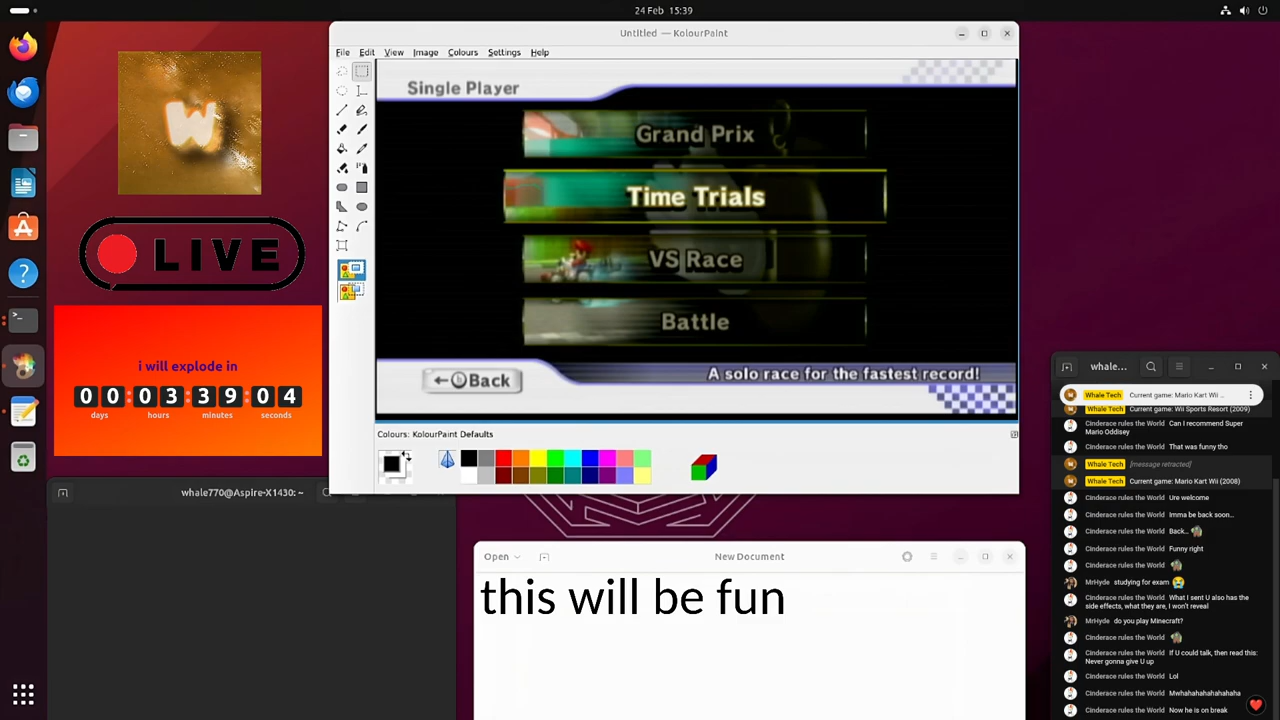 24 Feb 15:39
Untitled — KolourPaint
File Edit View Image Colours Settings Help
W
LIVE
i will explode in
00:03:39:04
days hours minutes seconds
Single Player
Grand Prix
Time Trials
VS Race
Battle
Back
A solo race for the fastest record!
Colours: KolourPaint Defaults
whale770@Aspire-X1430: ~
Open
New Document
this will be fun
whale...
Whale Tech Current game: Mario Kart Wii ...
Whale Tech Current game: Wii Sports Resort (2009)
Cinderace rules the World Can I recommend Super
Mario Oddisey
Cinderace rules the World That was funny tho
Whale Tech [message retracted]
Whale Tech Current game: Mario Kart Wii (2008)
Cinderace rules the World Ure welcome
Cinderace rules the World Imma be back soon...
Cinderace rules the World Back...
Cinderace rules the World Funny right
Cinderace rules the World
MrHyde studying for exam 😭
Cinderace rules the World What I sent U also has the
side effects, what they are, I won't reveal
MrHyde do you play Minecraft?
Cinderace rules the World
Cinderace rules the World If U could talk, then read this:
Never gonna give U up
Cinderace rules the World Lol
Cinderace rules the World Mwhahahahahahaha
Cinderace rules the World Now he is on break